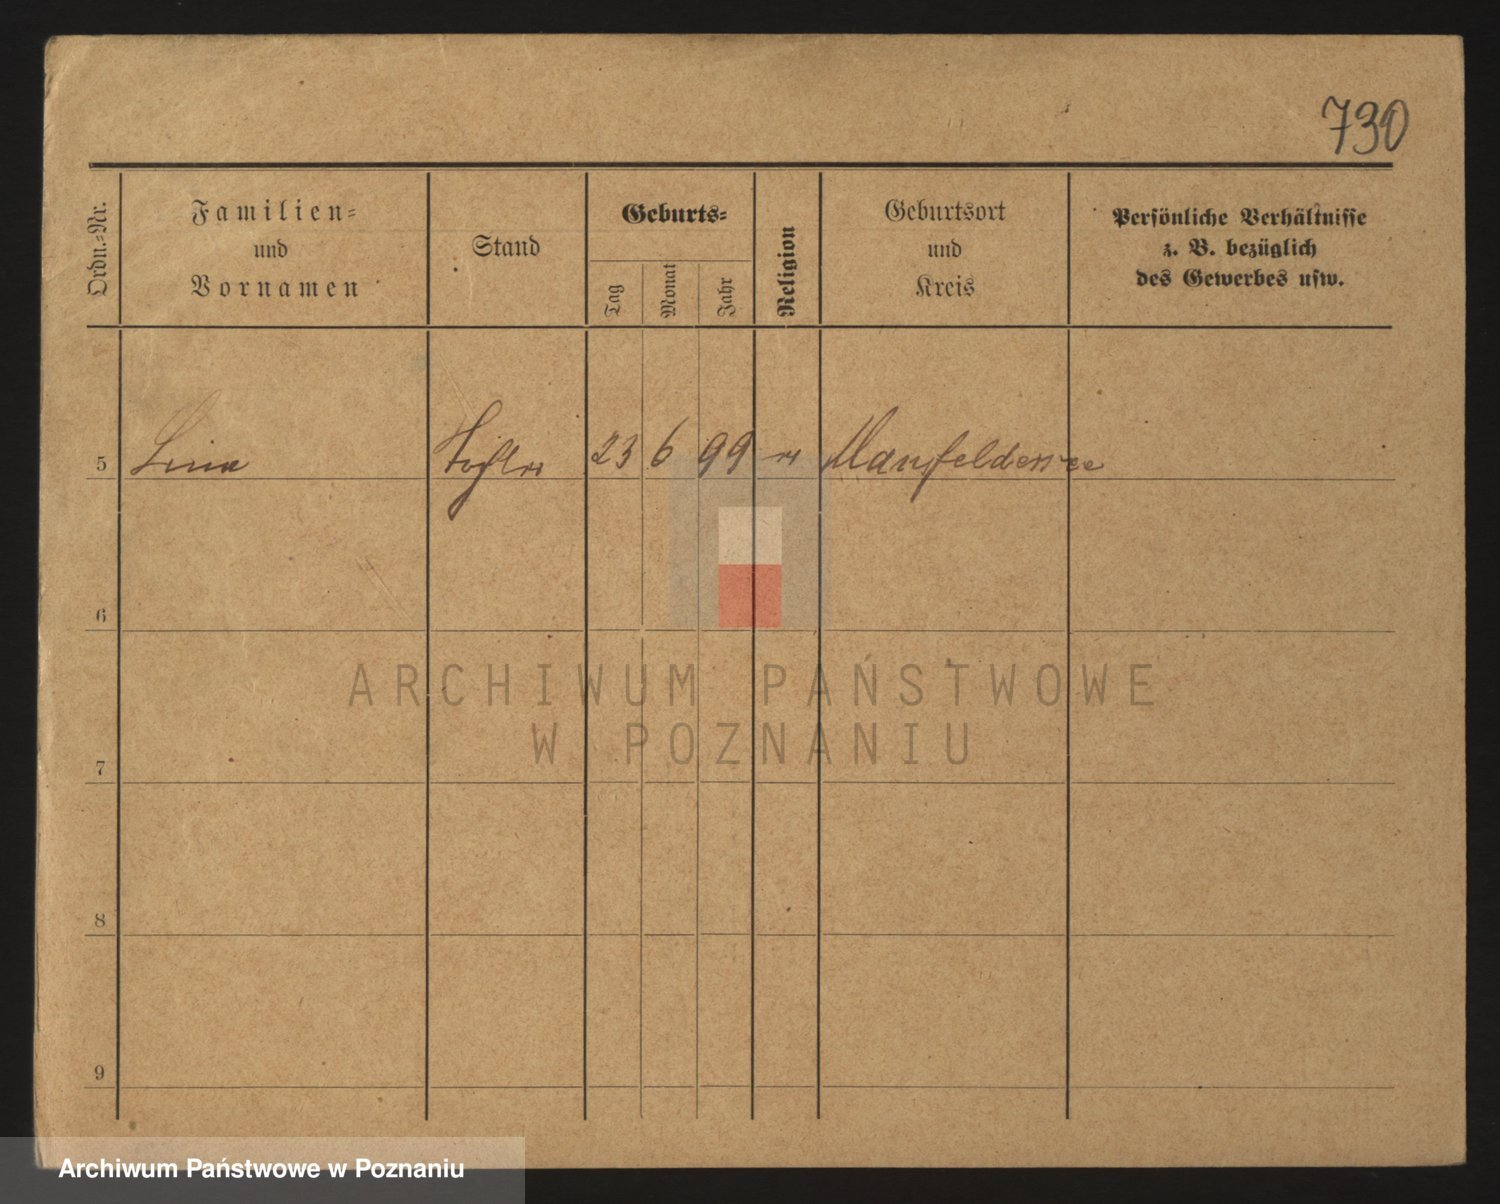 730
Ordn.-Nr.
Familien-
und
Vornamen
Stand
Geburts-
Tag
Monat
Jahr
Religion
Geburtsort
und
Kreis
Persönliche Verhältnisse
z. B. bezüglich
des Gewerbes usw.
5 Lina Tochter 23 6 99 Mansfeldersee
6
7
8
9
ARCHIWUM PAŃSTWOWE
W POZNANIU
Archiwum Państwowe w Poznaniu